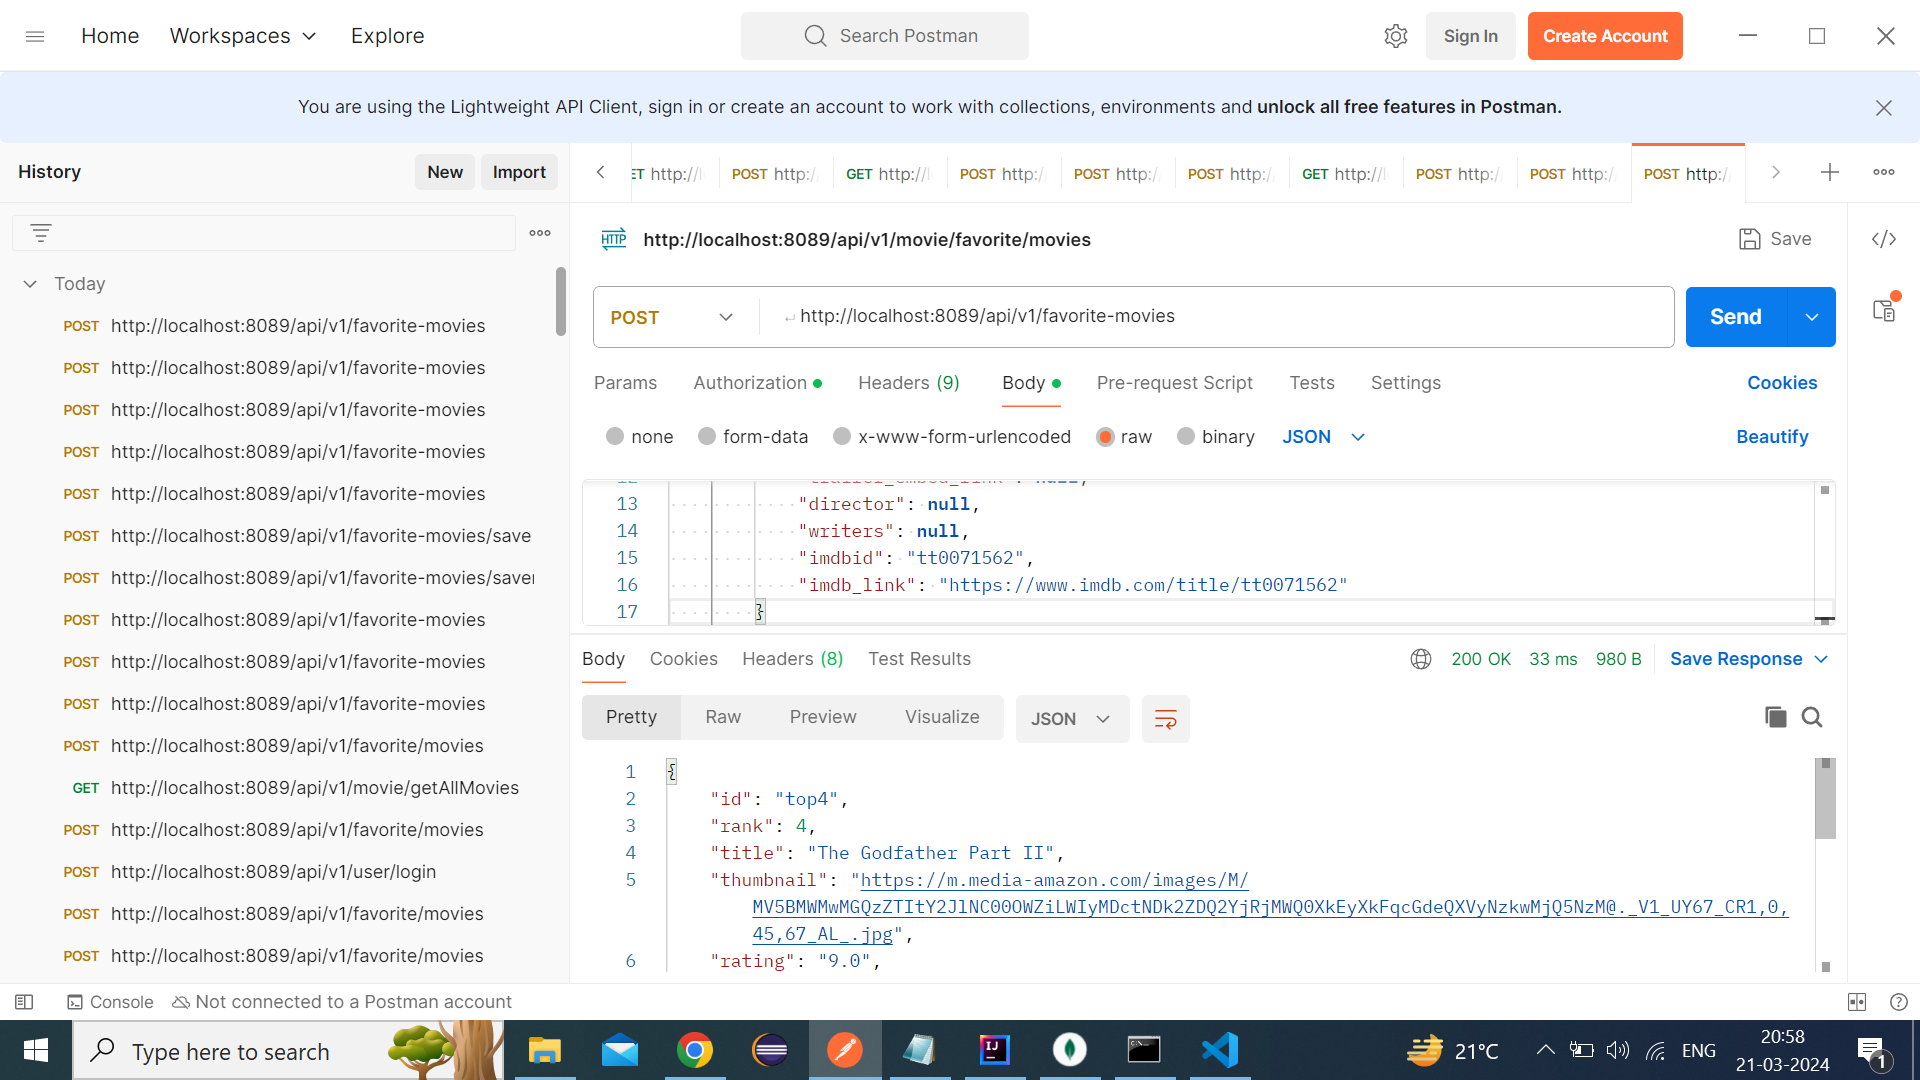 Home
Workspaces
Explore
Search Postman
Sign In
Create Account
You are using the Lightweight API Client, sign in or create an account to work with collections, environments and unlock all free features in Postman.
History
New
Import
ET http://l
POST http:/
GET http://l
POST http:/
POST http:/
POST http:/
GET http://l
POST http:/
POST http:/
POST http:/
Today
POST http://localhost:8089/api/v1/favorite-movies
POST http://localhost:8089/api/v1/favorite-movies
POST http://localhost:8089/api/v1/favorite-movies
POST http://localhost:8089/api/v1/favorite-movies
POST http://localhost:8089/api/v1/favorite-movies
POST http://localhost:8089/api/v1/favorite-movies/save
POST http://localhost:8089/api/v1/favorite-movies/saver
POST http://localhost:8089/api/v1/favorite-movies
POST http://localhost:8089/api/v1/favorite-movies
POST http://localhost:8089/api/v1/favorite-movies
POST http://localhost:8089/api/v1/favorite/movies
GET http://localhost:8089/api/v1/movie/getAllMovies
POST http://localhost:8089/api/v1/favorite/movies
POST http://localhost:8089/api/v1/user/login
POST http://localhost:8089/api/v1/favorite/movies
POST http://localhost:8089/api/v1/favorite/movies
HTTP http://localhost:8089/api/v1/movie/favorite/movies
Save
POST
http://localhost:8089/api/v1/favorite-movies
Send
Params
Authorization
Headers (9)
Body
Pre-request Script
Tests
Settings
Cookies
none
form-data
x-www-form-urlencoded
raw
binary
JSON
Beautify
13 "director": null,
14 "writers": null,
15 "imdbid": "tt0071562",
16 "imdb_link": "https://www.imdb.com/title/tt0071562"
17 }
Body
Cookies
Headers (8)
Test Results
200 OK
33 ms
980 B
Save Response
Pretty
Raw
Preview
Visualize
JSON
1 {
2 "id": "top4",
3 "rank": 4,
4 "title": "The Godfather Part II",
5 "thumbnail": "https://m.media-amazon.com/images/M/
MV5BMWMwMGQzZTItY2JlNC00OWZiLWIyMDctNDk2ZDQ2YjRjMWQ0XkEyXkFqcGdeQXVyNzkwMjQ5NzM@._V1_UY67_CR1,0,
45,67_AL_.jpg",
6 "rating": "9.0",
Console
Not connected to a Postman account
Type here to search
21°C
ENG
20:58
21-03-2024
1